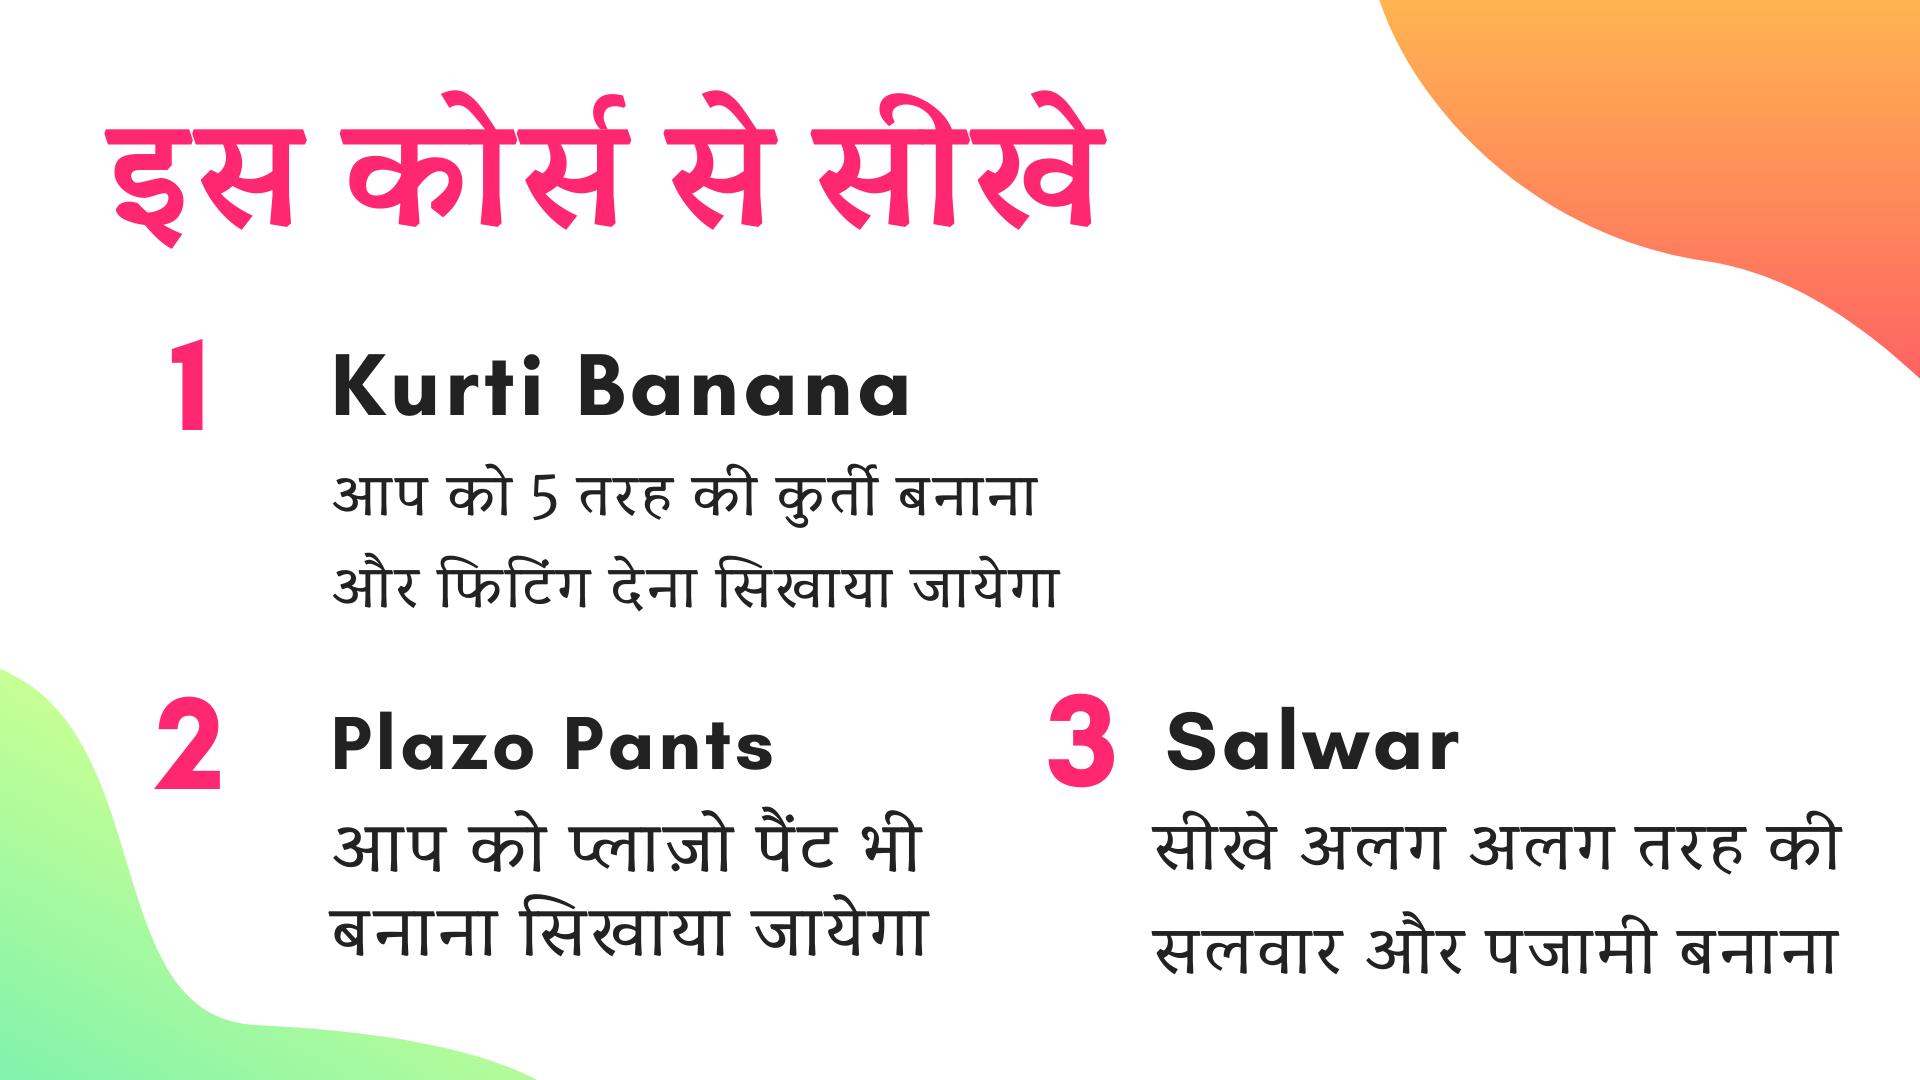 इस कोर्स से सीखे
1
Kurti Banana
आप को 5 तरह की कुर्ती बनाना
और फिटिंग देना सिखाया जायेगा
2
Plazo Pants
आप को प्लाज़ो पैंट भी
बनाना सिखाया जायेगा
3
Salwar
सीखे अलग अलग तरह की
सलवार और पजामी बनाना